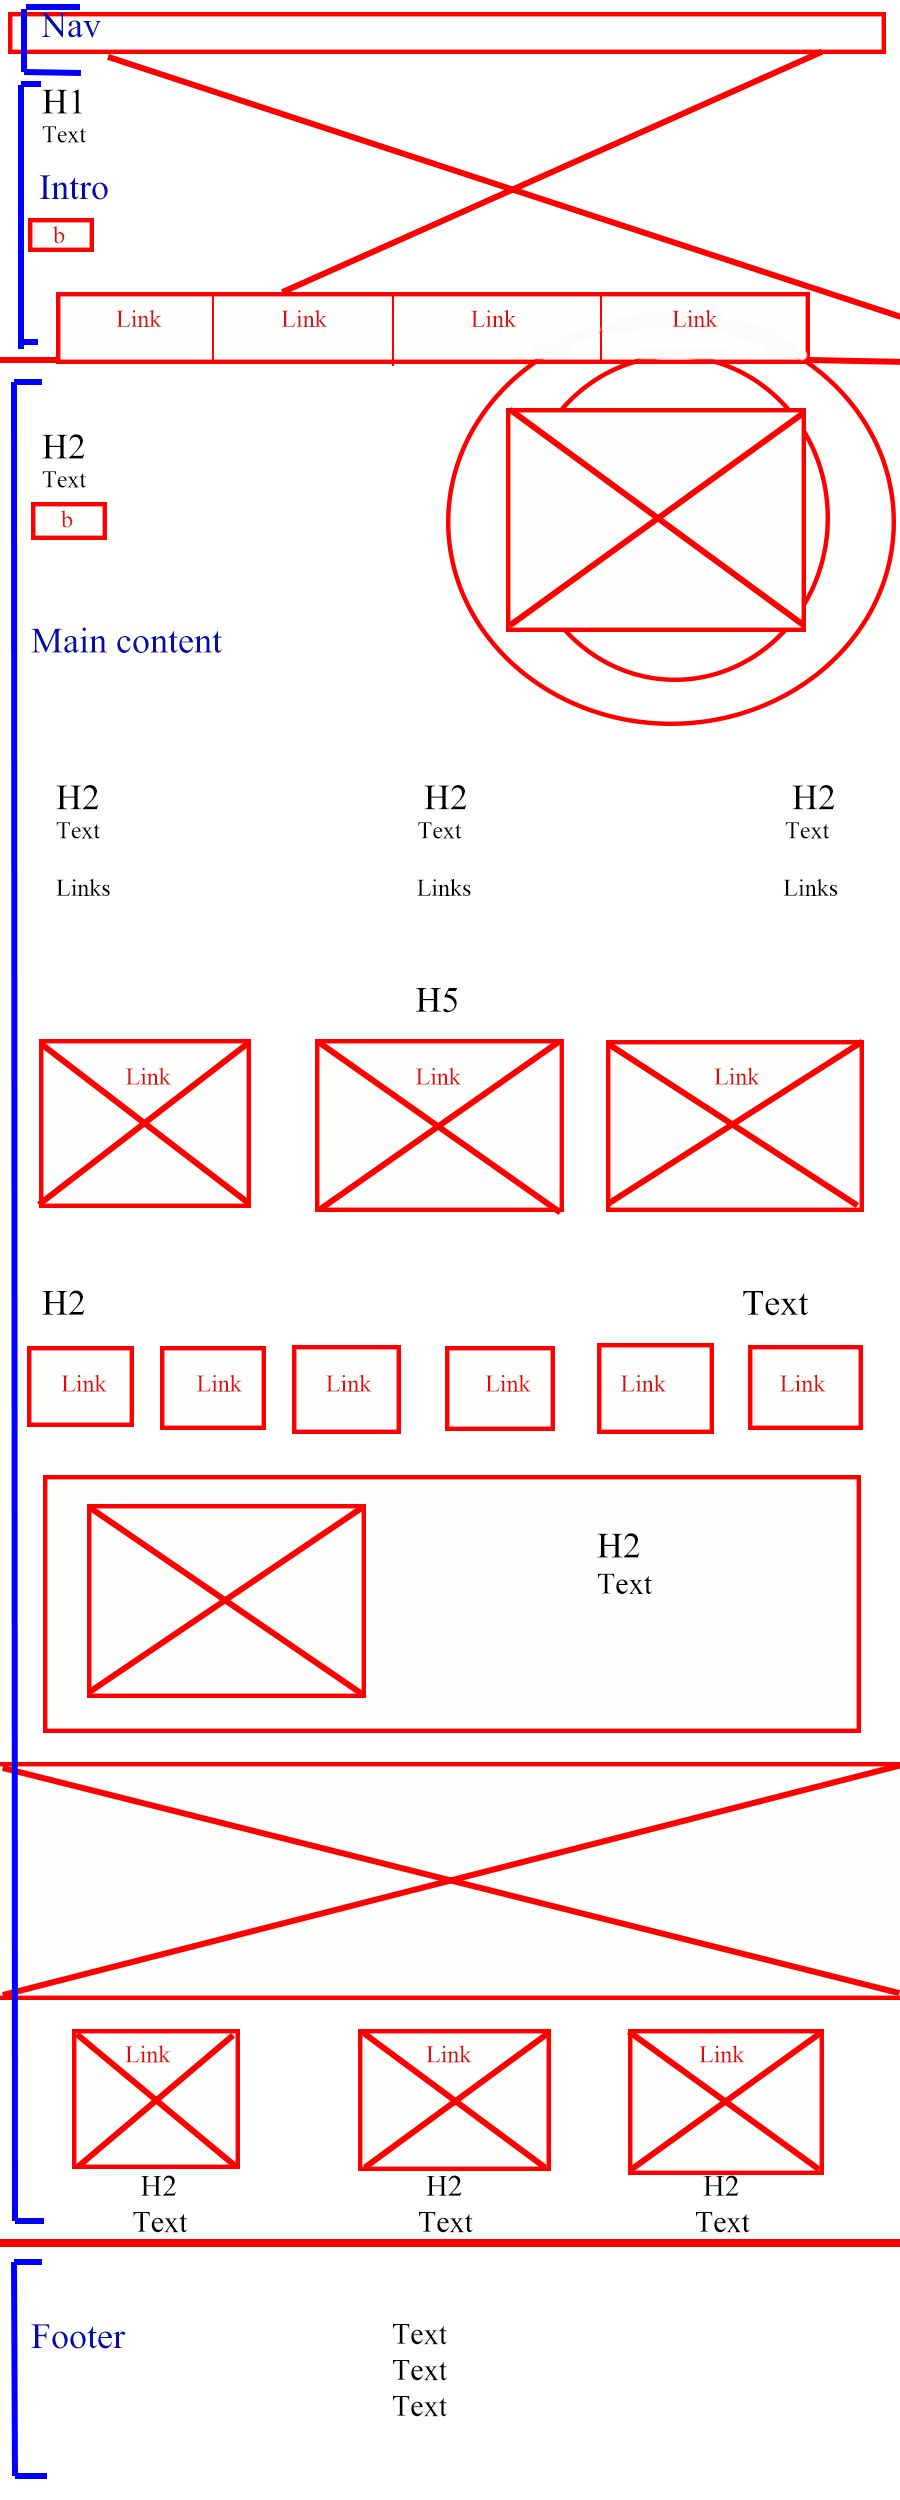 Nav
H1
Text
Intro
b
Link Link Link Link
H2
Text
b
Main content
H2 H2 H2
Text Text Text
Links Links Links
H5
Link Link Link
H2 Text
Link Link Link Link Link Link
H2
Text
Link Link Link
H2 H2 H2
Text Text Text
Footer
Text
Text
Text